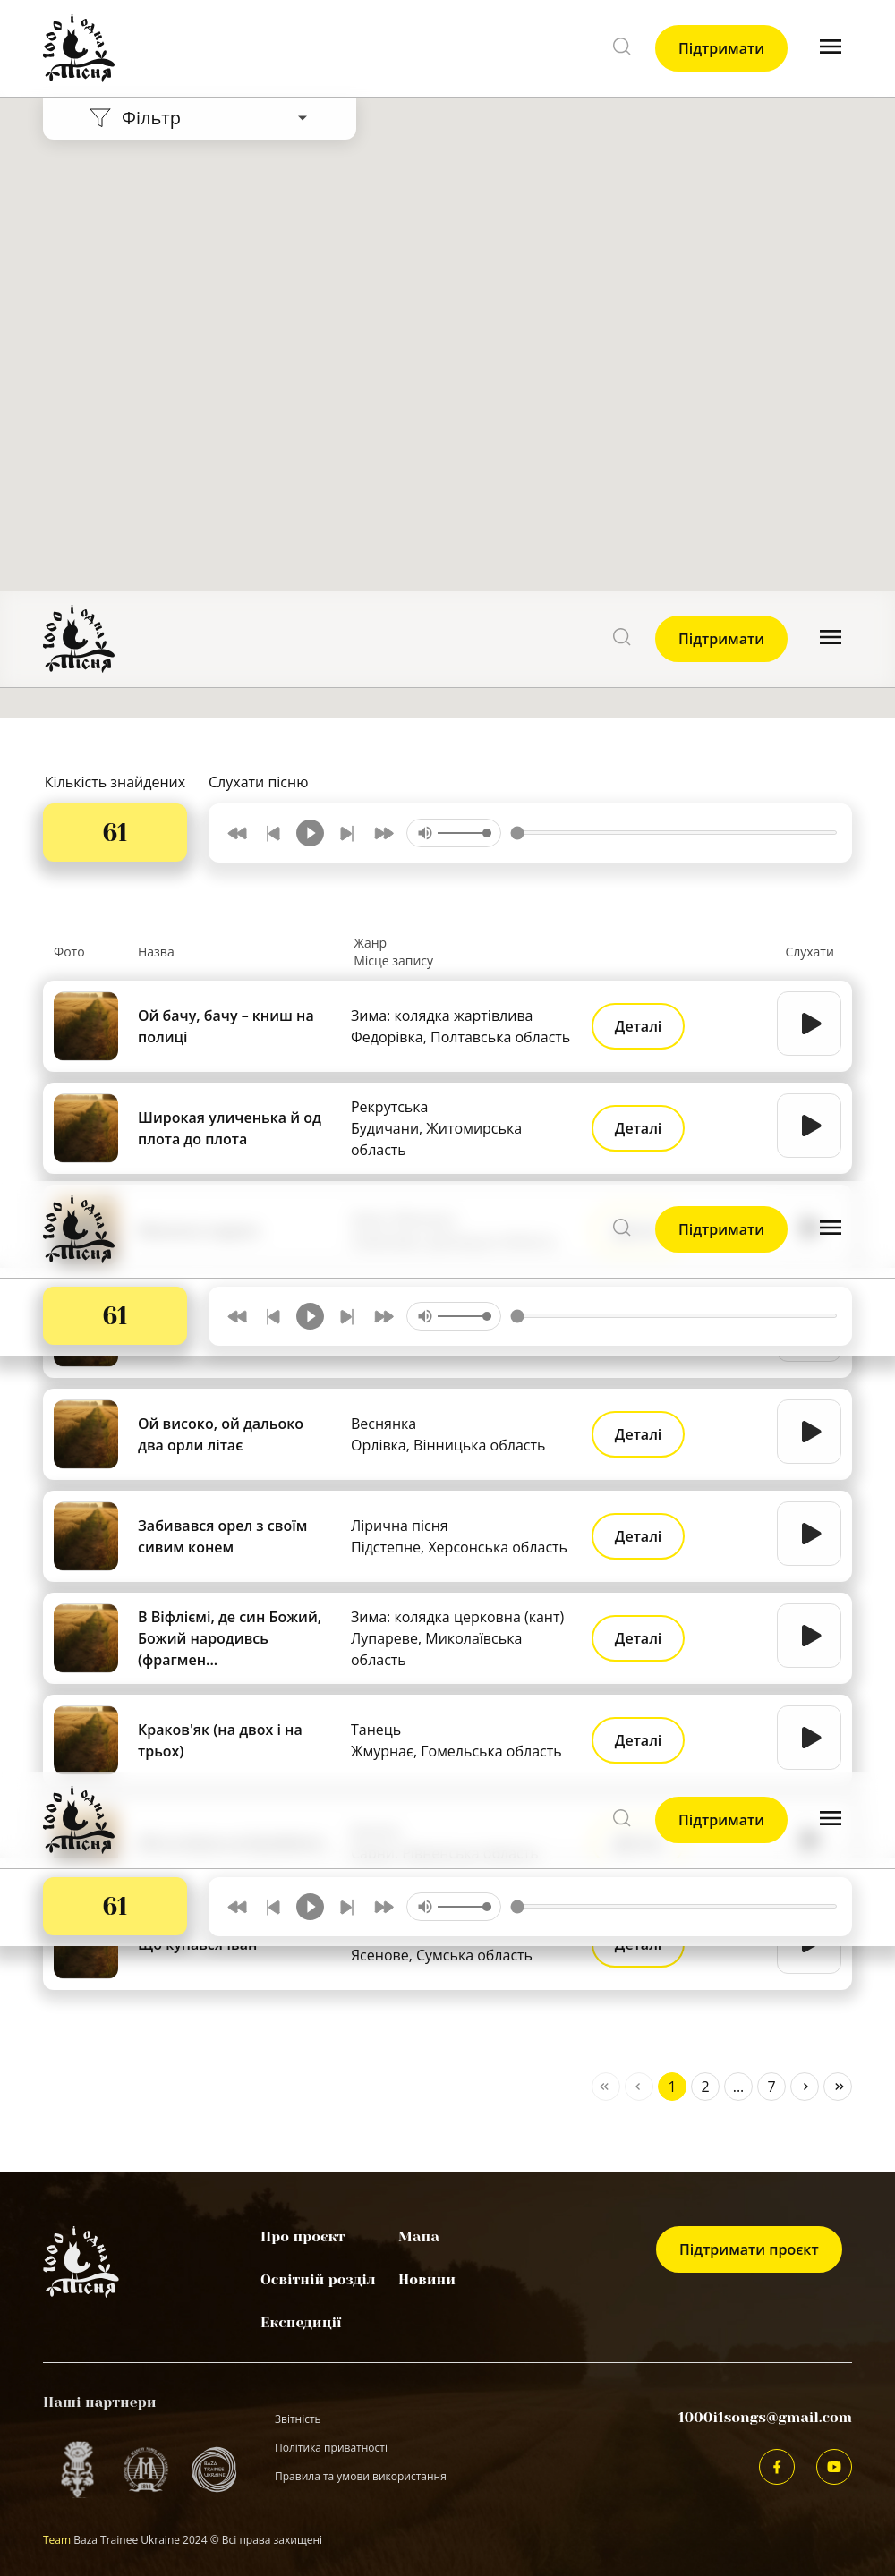 1000 і одна
пісня
Підтримати
Фільтр
1000 і одна
пісня
Підтримати
Кількість знайдених
Слухати пісню
61
Фото
Назва
Жанр
Місце запису
Слухати
Ой бачу, бачу – книш на
полиці
Зима: колядка жартівлива
Федорівка, Полтавська область
Деталі
Широкая уличенька й од
плота до плота
Рекрутська
Будичани, Житомирська
область
Деталі
1000 і одна
пісня
Підтримати
61
Ой високо, ой дальоко
два орли літає
Веснянка
Орлівка, Вінницька область
Деталі
Забивався орел з своїм
сивим конем
Лірична пісня
Підстепне, Херсонська область
Деталі
В Віфліємі, де син Божий,
Божий народивсь
(фрагмен...
Зима: колядка церковна (кант)
Лупареве, Миколаївська
область
Деталі
Краков'як (на двох і на
трьох)
Танець
Жмурнає, Гомельська область
Деталі
1000 і одна
пісня
Підтримати
61
Що купався Іван
Ясенове, Сумська область
Деталі
« ‹ 1 2 ... 7 › »
1000 і одна
пісня
Про проєкт
Мапа
Підтримати проєкт
Освітній розділ
Новини
Експедиції
Наші партнери
Звітність
Політика приватності
Правила та умови використання
1000i1songs@gmail.com
BAZA
TRAINEE
UKRAINE
Team Baza Trainee Ukraine 2024 © Всі права захищені